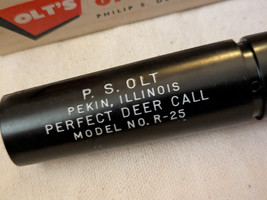 OLT'S
PHILIP S. O
P. S. OLT
PEKIN, ILLINOIS
PERFECT DEER CALL
MODEL NO. R-25